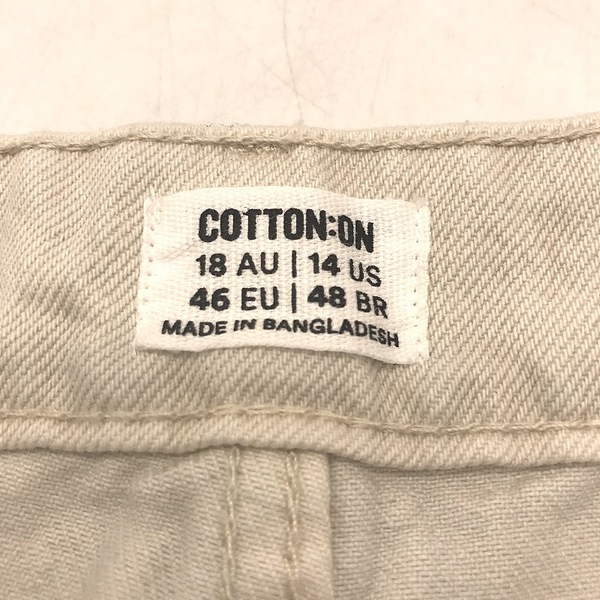 COTTON:ON
18 AU | 14 US
46 EU | 48 BR
MADE IN BANGLADESH